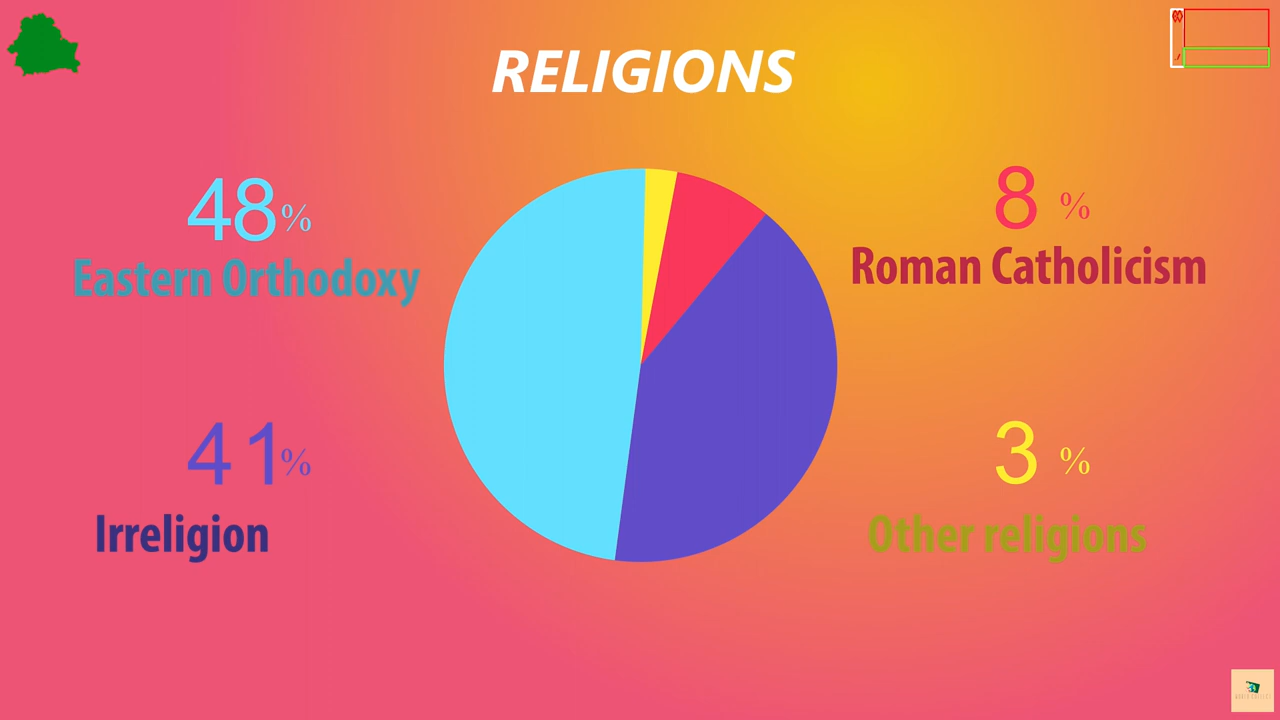 RELIGIONS
48%
Eastern Orthodoxy
8 %
Roman Catholicism
41%
Irreligion
3 %
Other religions